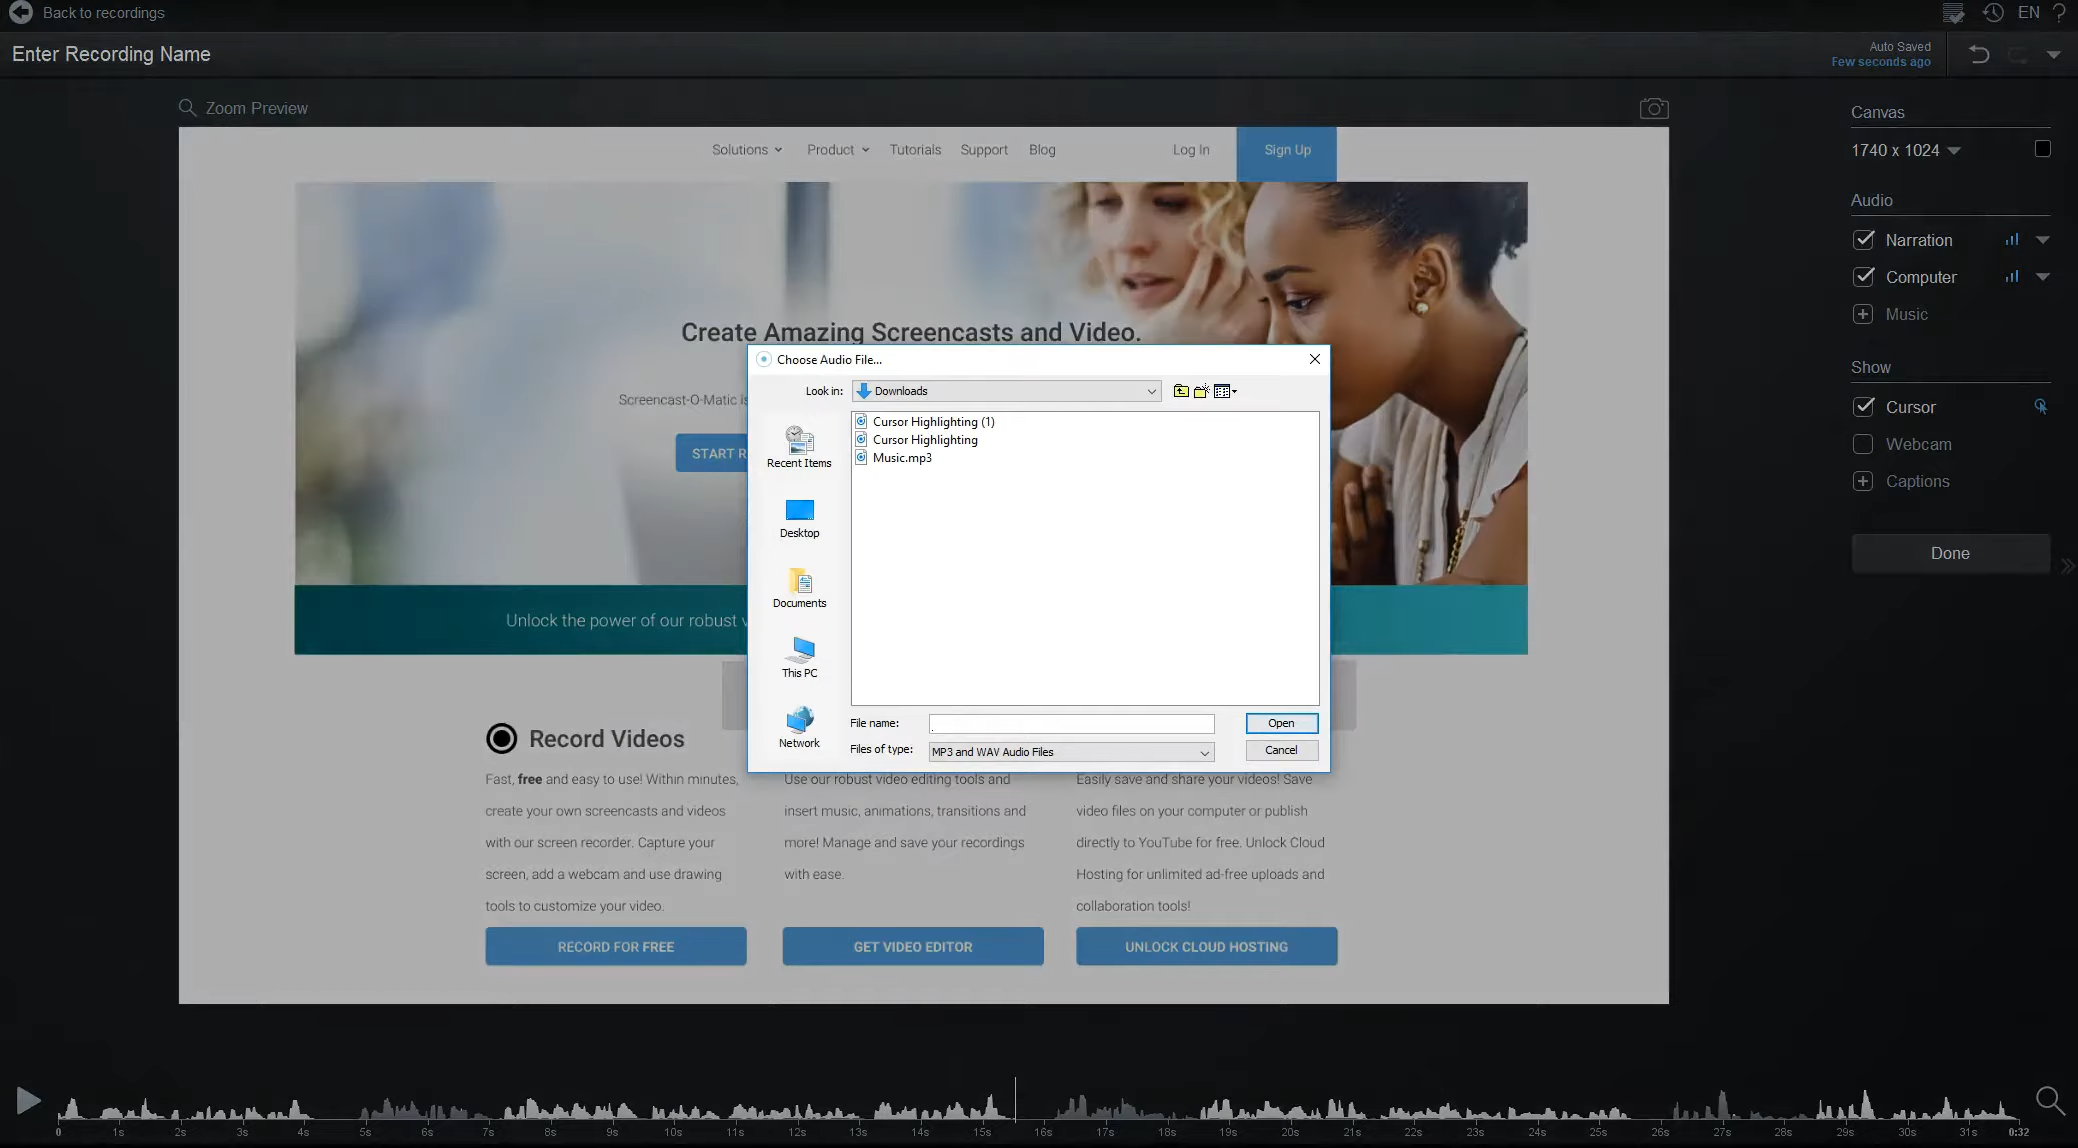 Back to recordings
EN ?
Enter Recording Name
Auto Saved
Few seconds ago
Zoom Preview
Solutions Product Tutorials Support Blog Log In Sign Up
Create Amazing Screencasts and Video.
Screencast-O-Matic is
START R
Unlock the power of our robust v
Choose Audio File...
Look in: Downloads
Cursor Highlighting (1)
Cursor Highlighting
Music.mp3
Recent Items
Desktop
Documents
This PC
Network
File name:
Open
Files of type: MP3 and WAV Audio Files
Cancel
Record Videos
Fast, free and easy to use! Within minutes,
create your own screencasts and videos
with our screen recorder. Capture your
screen, add a webcam and use drawing
tools to customize your video.
RECORD FOR FREE
Use our robust video editing tools and
insert music, animations, transitions and
more! Manage and save your recordings
with ease.
GET VIDEO EDITOR
Easily save and share your videos! Save
video files on your computer or publish
directly to YouTube for free. Unlock Cloud
Hosting for unlimited ad-free uploads and
collaboration tools!
UNLOCK CLOUD HOSTING
Canvas
1740 x 1024
Audio
Narration
Computer
Music
Show
Cursor
Webcam
Captions
Done
0 1s 2s 3s 4s 5s 6s 7s 8s 9s 10s 11s 12s 13s 14s 15s 16s 17s 18s 19s 20s 21s 22s 23s 24s 25s 26s 27s 28s 29s 30s 31s 0:32